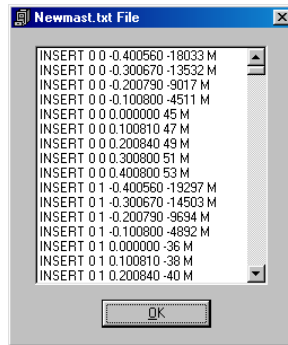 Newmast.txt File
INSERT 0 0 -0.400560 -18033 M
INSERT 0 0 -0.300670 -13532 M
INSERT 0 0 -0.200790 -9017 M
INSERT 0 0 -0.100800 -4511 M
INSERT 0 0 0.000000 45 M
INSERT 0 0 0.100810 47 M
INSERT 0 0 0.200840 49 M
INSERT 0 0 0.300800 51 M
INSERT 0 0 0.400800 53 M
INSERT 0 1 -0.400560 -19297 M
INSERT 0 1 -0.300670 -14503 M
INSERT 0 1 -0.200790 -9694 M
INSERT 0 1 -0.100800 -4892 M
INSERT 0 1 0.000000 -36 M
INSERT 0 1 0.100810 -38 M
INSERT 0 1 0.200840 -40 M
OK